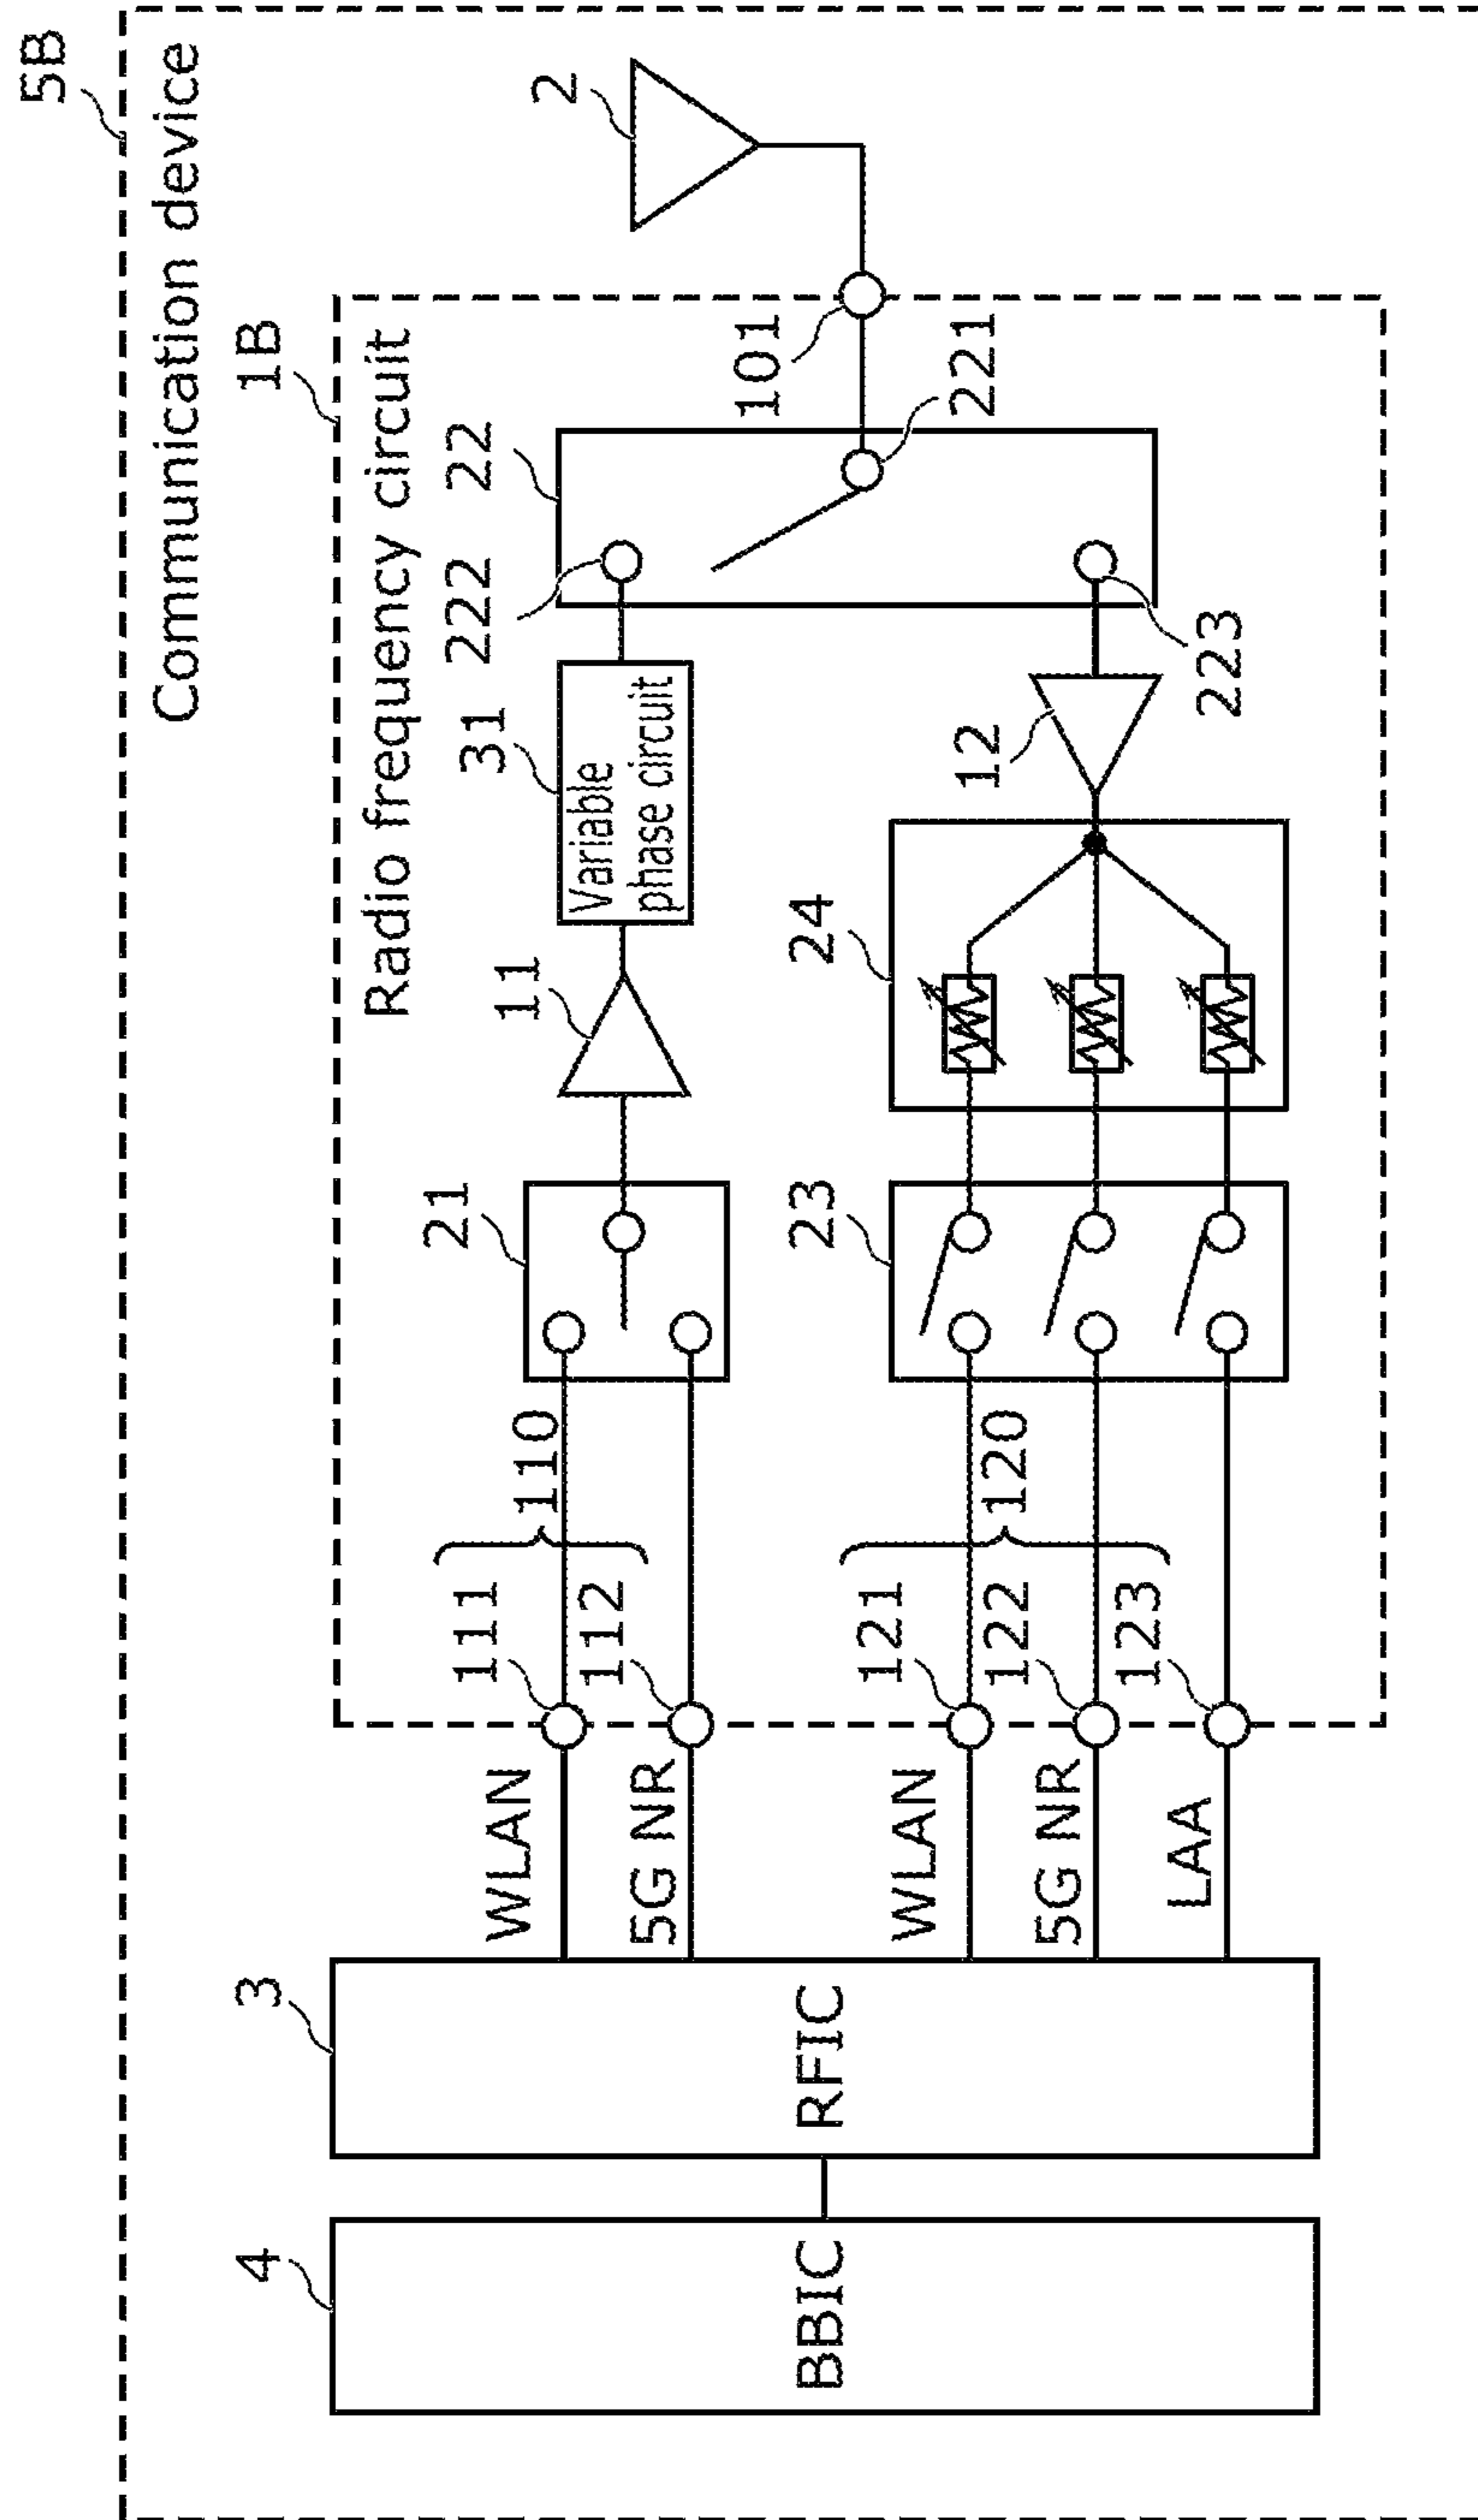 5B
Communication device
1B
Radio frequency circuit
4
BBIC
3
RFIC
WLAN
5G NR
WLAN
5G NR
LAA
111
112
110
121
122
123
120
21
23
11
24
31
Variable
phase circuit
12
222
22
223
101
221
2